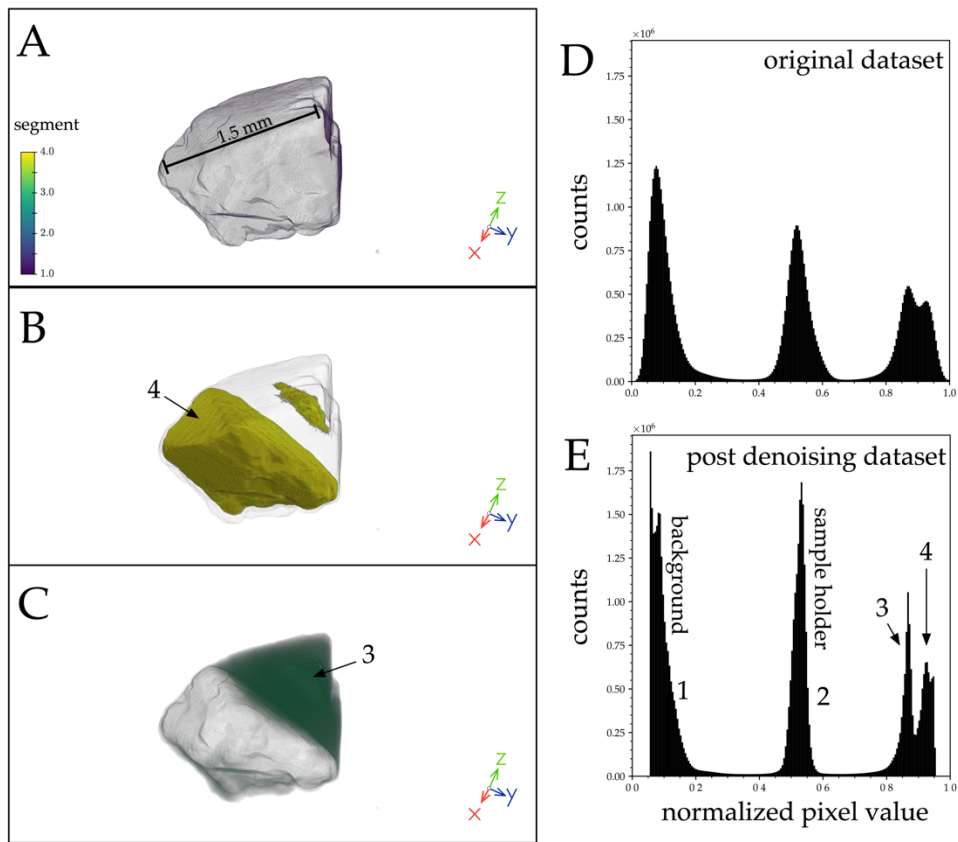 A
1.5 mm
segment
4.0
3.0
2.0
1.0
Z
Y
X
B
4
Z
Y
X
C
3
Z
Y
X
D
original dataset
×10⁶
1.75
1.50
1.25
1.00
0.75
0.50
0.25
0.00
counts
0.0
0.2
0.4
0.6
0.8
1.0
E
post denoising dataset
×10⁶
1.75
1.50
1.25
1.00
0.75
0.50
0.25
0.00
counts
background
1
sample holder
2
3
4
0.0
0.2
0.4
0.6
0.8
1.0
normalized pixel value